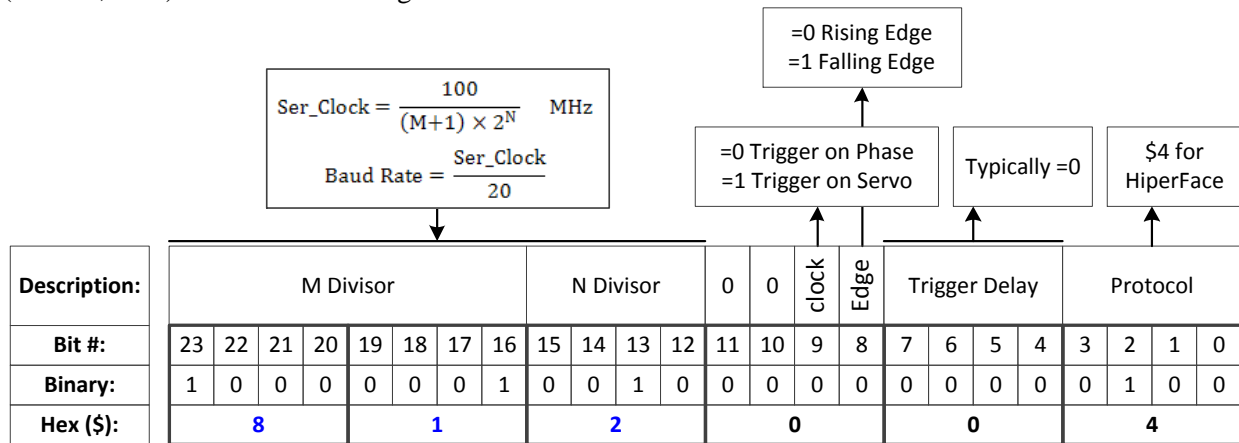 =0 Rising Edge
=1 Falling Edge
Ser_Clock = 100 / (M+1) × 2^N MHz
Baud Rate = Ser_Clock / 20
=0 Trigger on Phase
=1 Trigger on Servo
Typically =0
$4 for
HiperFace
Description: M Divisor N Divisor 0 0 clock Edge Trigger Delay Protocol
Bit #: 23 22 21 20 19 18 17 16 15 14 13 12 11 10 9 8 7 6 5 4 3 2 1 0
Binary: 1 0 0 0 0 0 0 1 0 0 1 0 0 0 0 0 0 0 0 0 0 1 0 0
Hex ($): 8 1 2 0 0 4